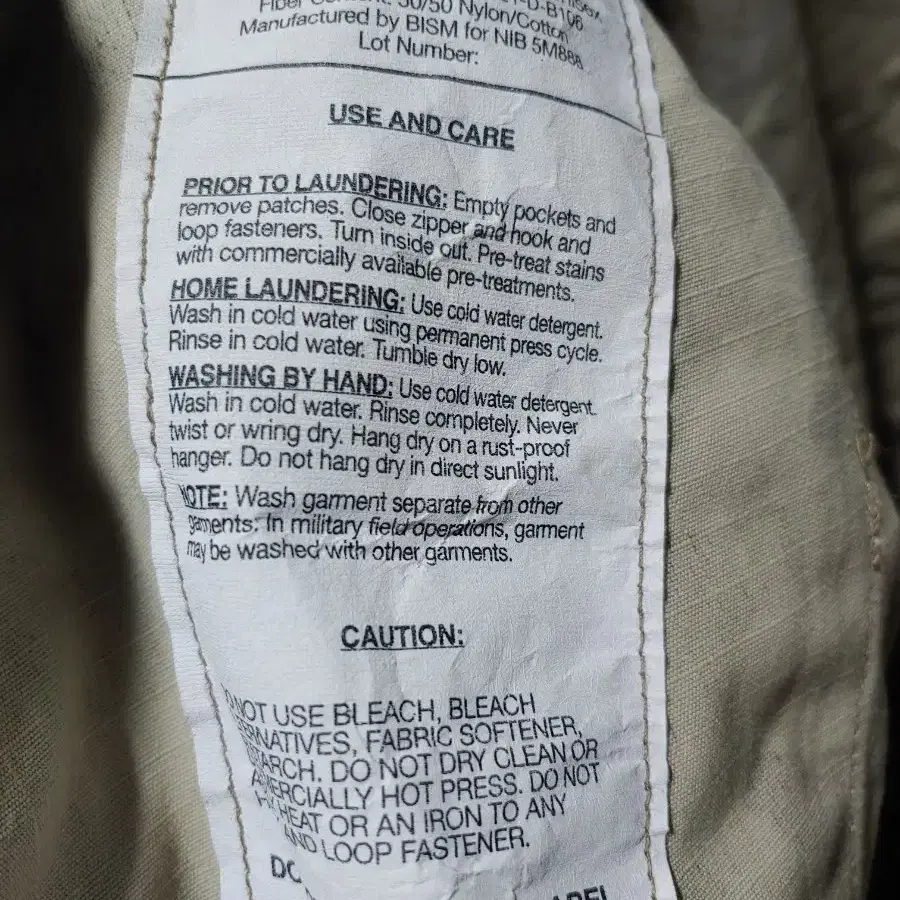 50/50 Nylon/Cotton
Manufactured by BISM for NIB 5M888
Lot Number:
USE AND CARE
PRIOR TO LAUNDERING: Empty pockets and
remove patches. Close zipper and hook and
loop fasteners. Turn inside out. Pre-treat stains
with commercially available pre-treatments.
HOME LAUNDERING: Use cold water detergent.
Wash in cold water using permanent press cycle.
Rinse in cold water. Tumble dry low.
WASHING BY HAND: Use cold water detergent.
Wash in cold water. Rinse completely. Never
twist or wring dry. Hang dry on a rust-proof
hanger. Do not hang dry in direct sunlight.
NOTE: Wash garment separate from other
garments. In military field operations, garment
may be washed with other garments.
CAUTION:
NOT USE BLEACH, BLEACH
FABRIC SOFTENER,
DO NOT DRY CLEAN OR
HOT PRESS. DO NOT
HEAT OR AN IRON TO ANY
AND LOOP FASTENER.